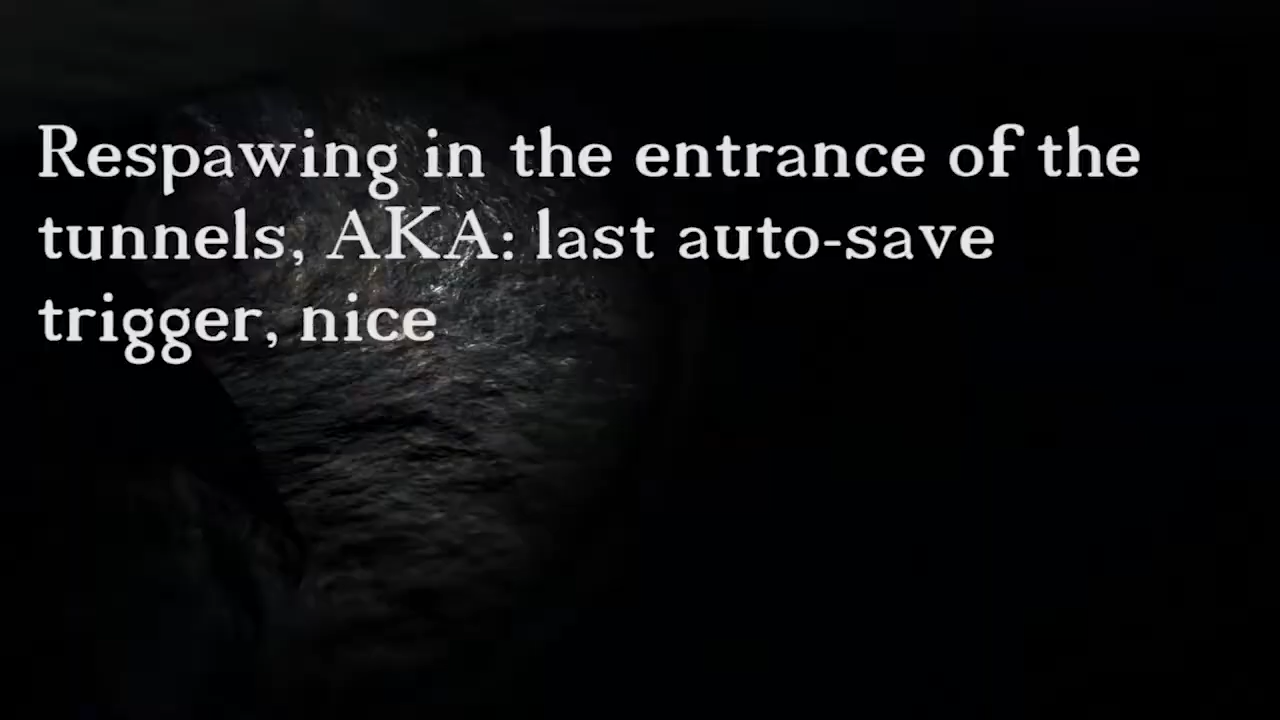 Respawing in the entrance of the
tunnels, AKA: last auto-save
trigger, nice